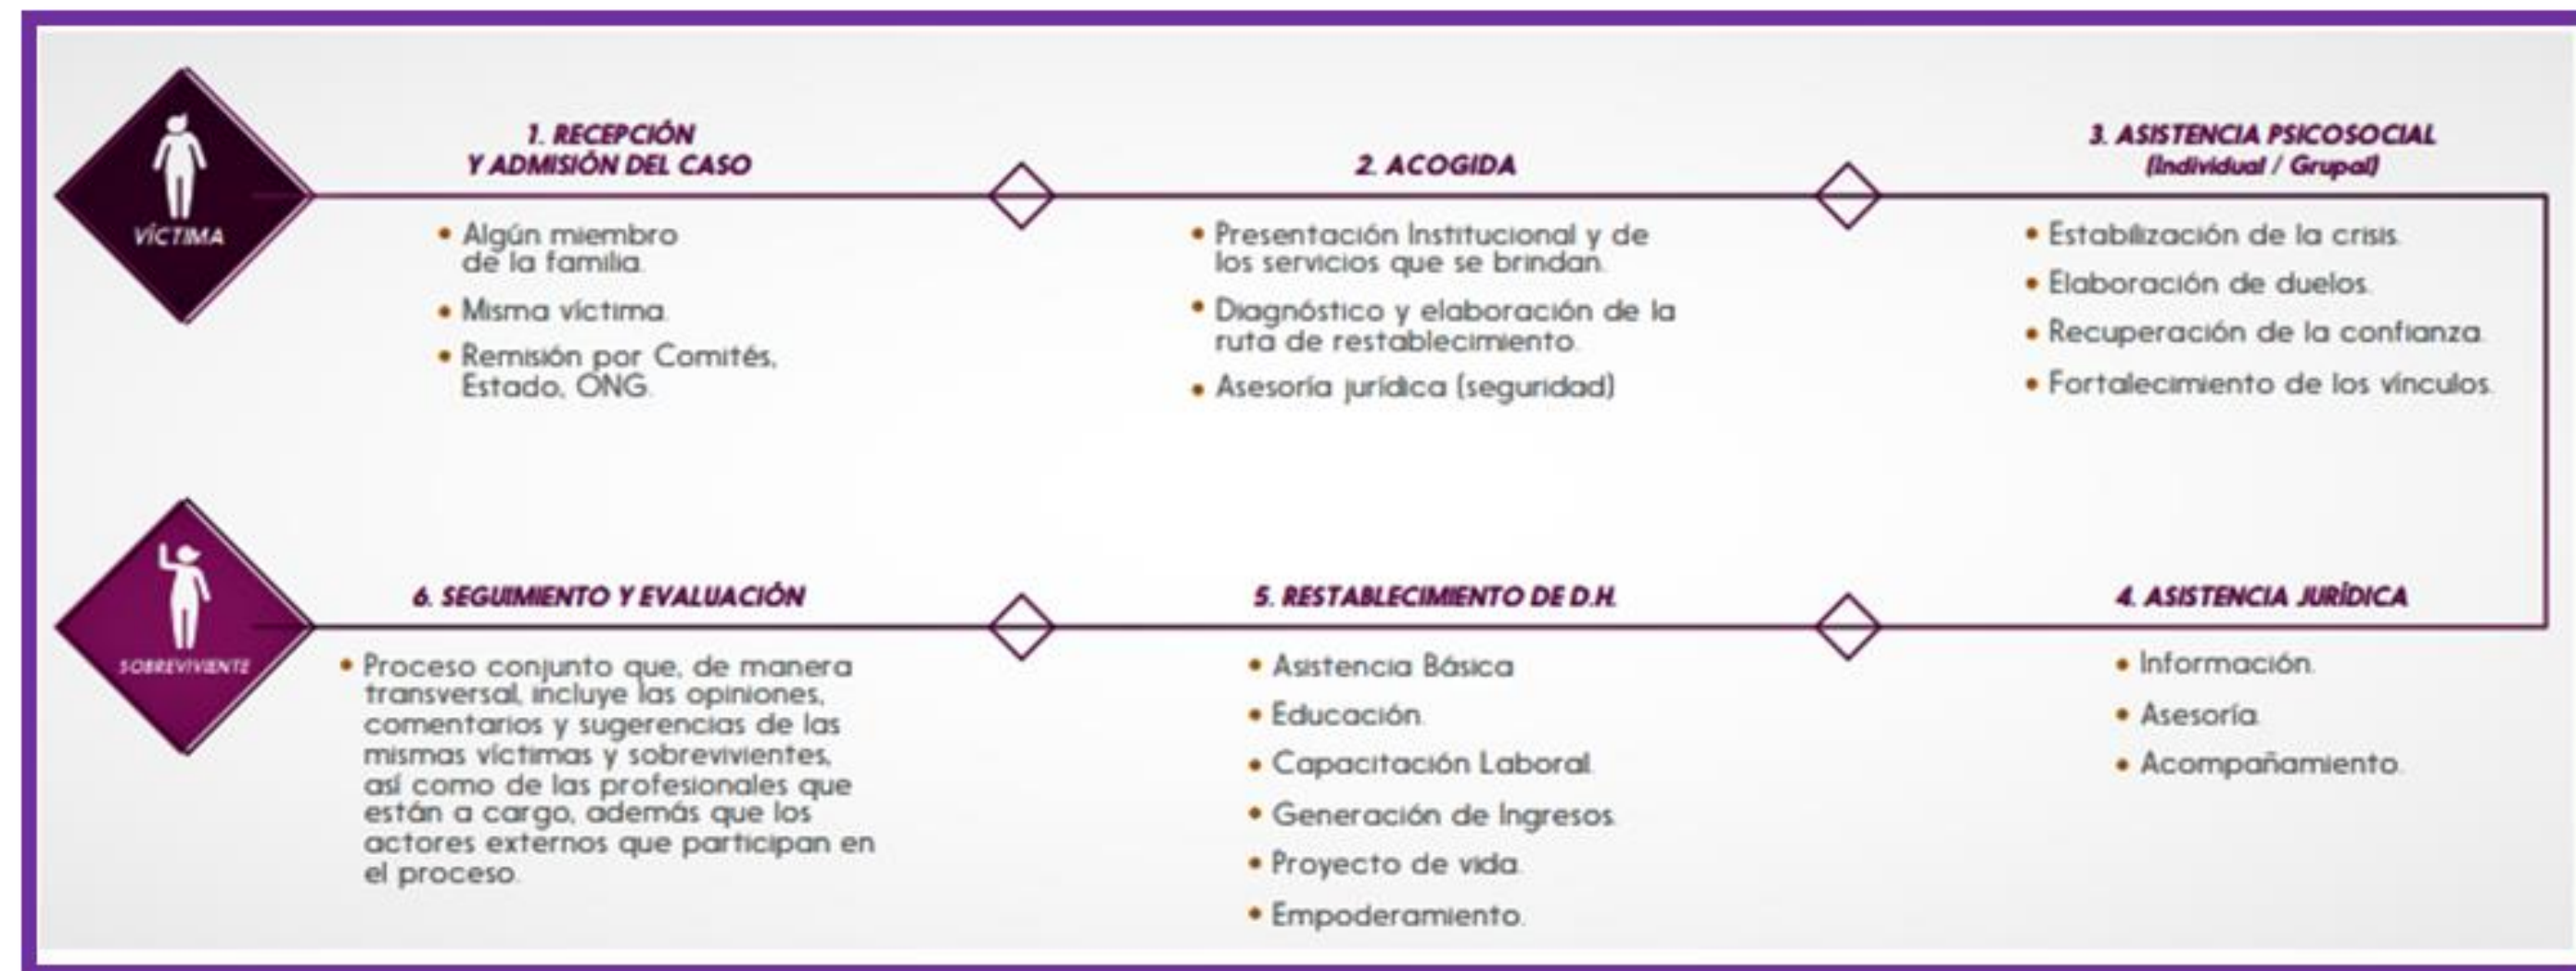 VÍCTIMA
1. RECEPCIÓN
Y ADMISIÓN DEL CASO
• Algún miembro
de la familia.
• Misma víctima.
• Remisión por Comités,
Estado, ONG.
2. ACOGIDA
• Presentación Institucional y de
los servicios que se brindan.
• Diagnóstico y elaboración de la
ruta de restablecimiento.
• Asesoría jurídica (seguridad)
3. ASISTENCIA PSICOSOCIAL
(Individual / Grupal)
• Estabilización de la crisis.
• Elaboración de duelos.
• Recuperación de la confianza.
• Fortalecimiento de los vínculos.
4. ASISTENCIA JURÍDICA
• Información.
• Asesoría.
• Acompañamiento.
5. RESTABLECIMIENTO DE D.H.
• Asistencia Básica
• Educación.
• Capacitación Laboral.
• Generación de Ingresos.
• Proyecto de vida.
• Empoderamiento.
6. SEGUIMIENTO Y EVALUACIÓN
• Proceso conjunto que, de manera
transversal, incluye las opiniones,
comentarios y sugerencias de las
mismas víctimas y sobrevivientes,
así como de las profesionales que
están a cargo, además que los
actores externos que participan en
el proceso.
SOBREVIVIENTE